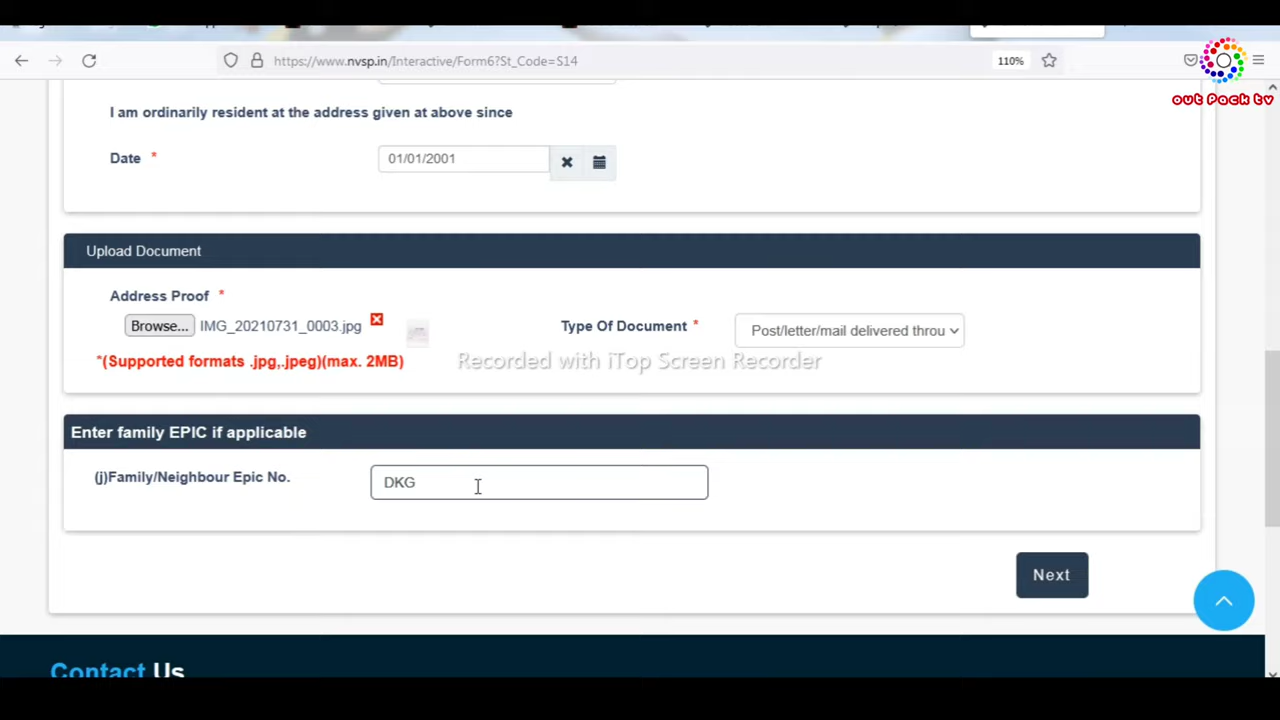 https://www.nvsp.in/Interactive/Form6?St_Code=S14
110%
out Pack tv
I am ordinarily resident at the address given at above since
Date *
01/01/2001
Upload Document
Address Proof *
Browse... IMG_20210731_0003.jpg
Type Of Document *
Post/letter/mail delivered throu
*(Supported formats .jpg,.jpeg)(max. 2MB)
Recorded with iTop Screen Recorder
Enter family EPIC if applicable
(j)Family/Neighbour Epic No.
DKG
Next
Contact Us